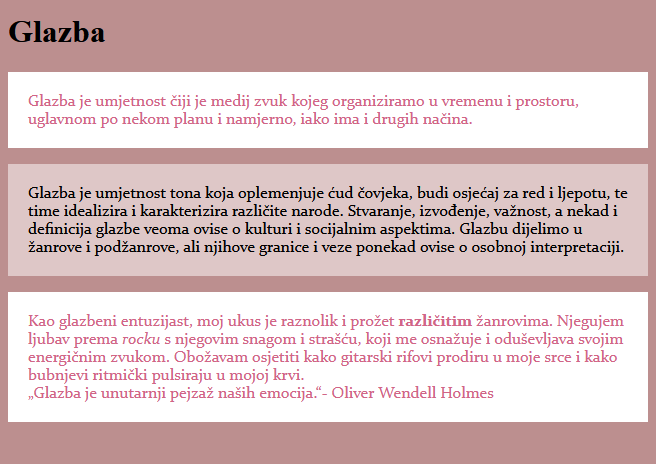 Glazba
Glazba je umjetnost čiji je medij zvuk kojeg organiziramo u vremenu i prostoru,
uglavnom po nekom planu i namjerno, iako ima i drugih načina.
Glazba je umjetnost tona koja oplemenjuje ćud čovjeka, budi osjećaj za red i ljepotu, te
time idealizira i karakterizira različite narode. Stvaranje, izvođenje, važnost, a nekad i
definicija glazbe veoma ovise o kulturi i socijalnim aspektima. Glazbu dijelimo u
žanrove i podžanrove, ali njihove granice i veze ponekad ovise o osobnoj interpretaciji.
Kao glazbeni entuzijast, moj ukus je raznolik i prožet različitim žanrovima. Njegujem
ljubav prema rocku s njegovim snagom i strašću, koji me osnažuje i oduševljava svojim
energičnim zvukom. Obožavam osjetiti kako gitarski rifovi prodiru u moje srce i kako
bubnjevi ritmički pulsiraju u mojoj krvi.
„Glazba je unutarnji pejzaž naših emocija.“- Oliver Wendell Holmes